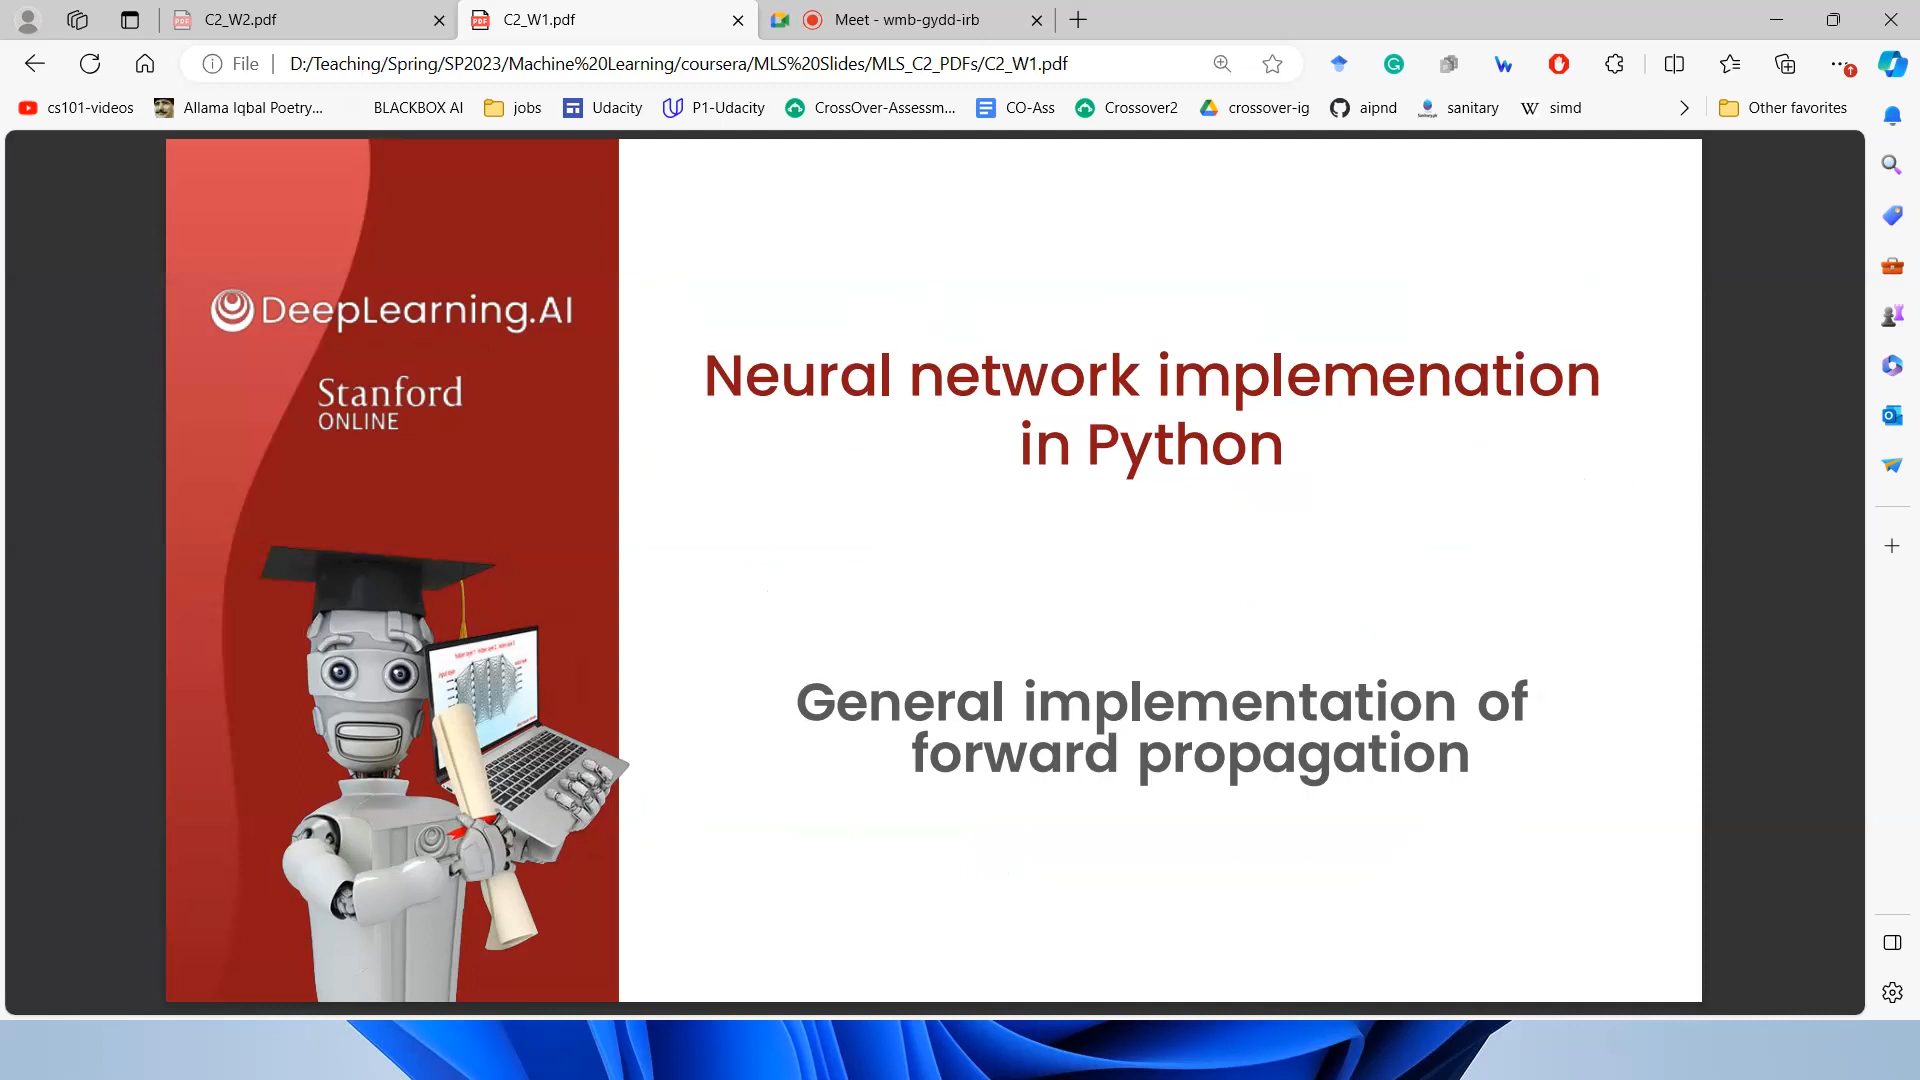 C2_W2.pdf
C2_W1.pdf
Meet - wmb-gydd-irb
File
D:/Teaching/Spring/SP2023/Machine%20Learning/coursera/MLS%20Slides/MLS_C2_PDFs/C2_W1.pdf
cs101-videos
Allama Iqbal Poetry...
BLACKBOX AI
jobs
Udacity
P1-Udacity
CrossOver-Assessm...
CO-Ass
Crossover2
crossover-ig
aipnd
sanitary
simd
Other favorites
DeepLearning.AI
Stanford
ONLINE
Neural network implemenation
in Python
General implementation of
forward propagation